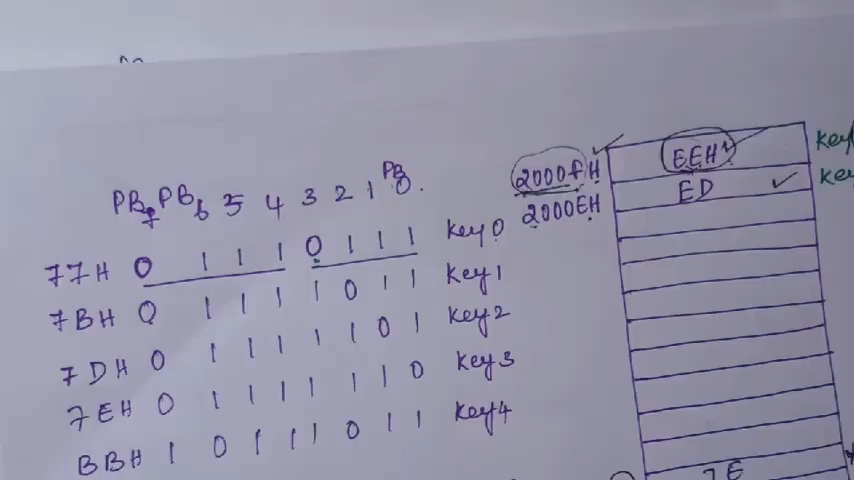 PB7 PB6 5 4 3 2 1 PB0.
77H 0 1 1 1 0 1 1 1 Key0
7BH 0 1 1 1 1 0 1 1 Key1
7DH 0 1 1 1 1 1 0 1 Key2
7EH 0 1 1 1 1 1 1 0 Key3
BBH 1 0 1 1 1 0 1 1 Key4
2000FH EEH
2000EH ED
7E